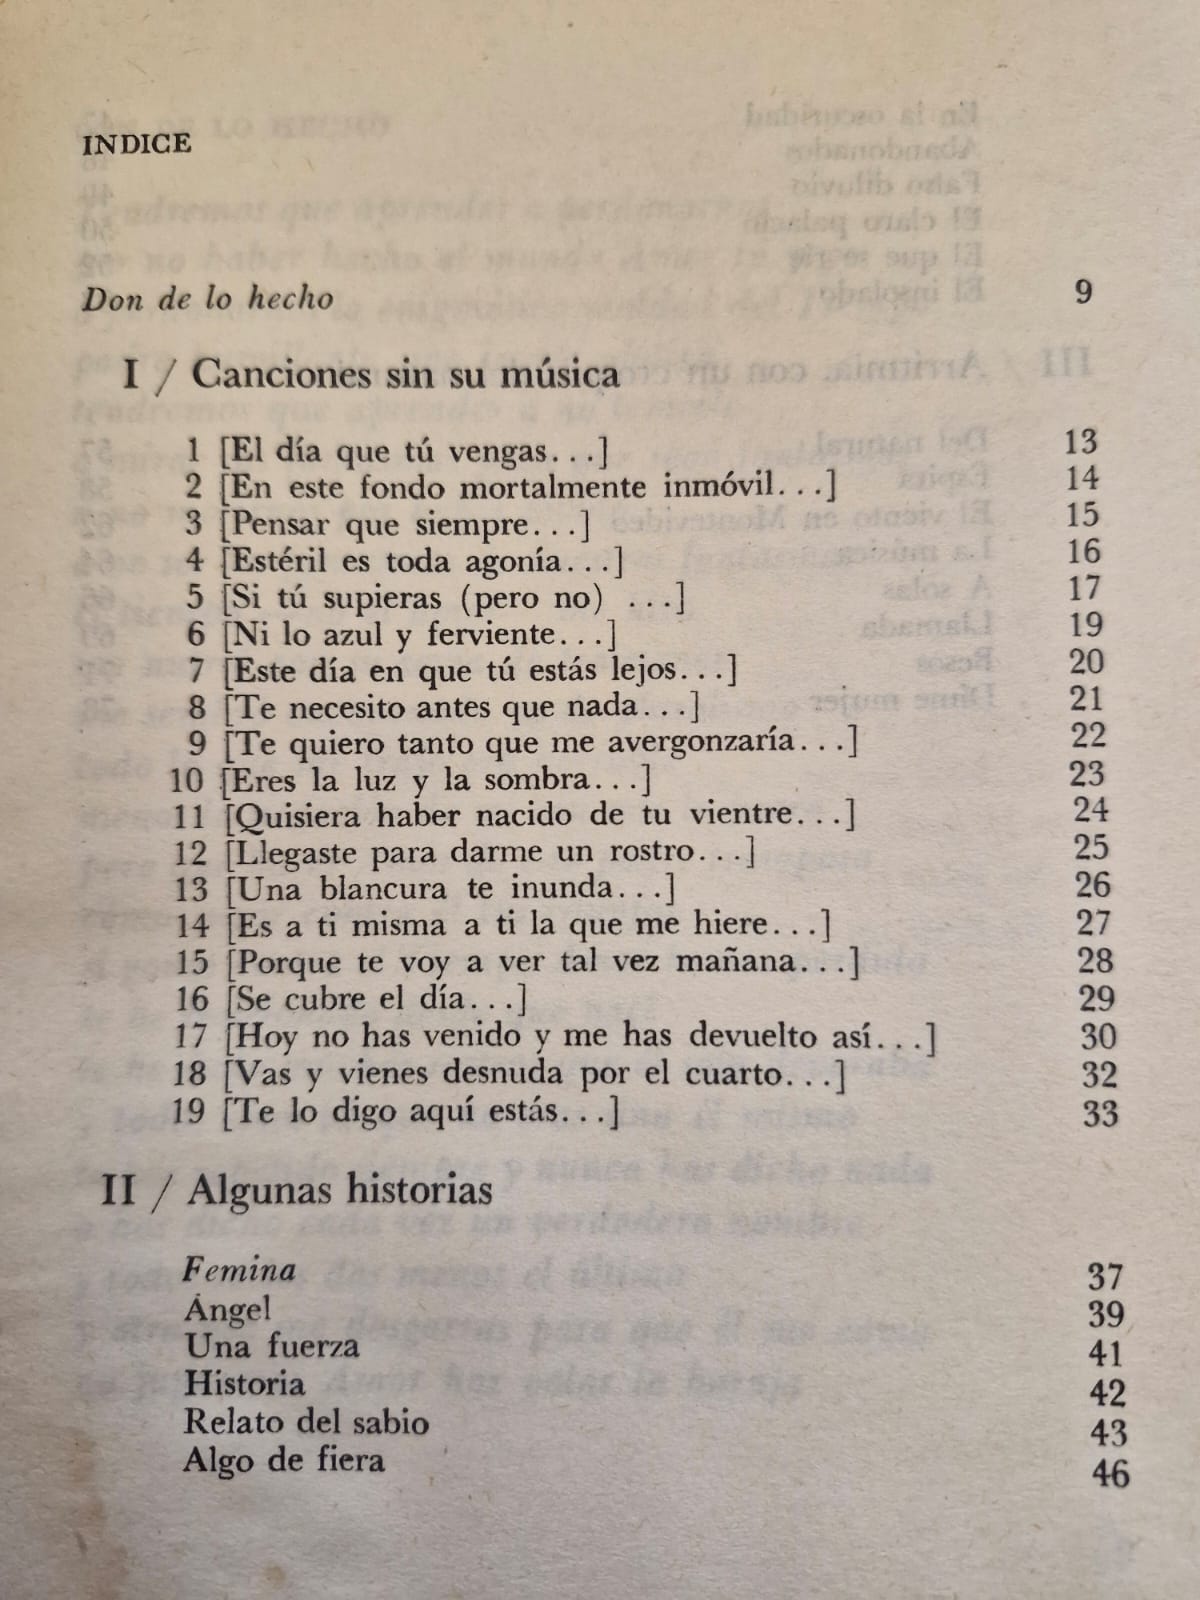 INDICE
Don de lo hecho 9
I / Canciones sin su música
1 [El día que tú vengas...] 13
2 [En este fondo mortalmente inmóvil...] 14
3 [Pensar que siempre...] 15
4 [Estéril es toda agonía...] 16
5 [Si tú supieras (pero no) ...] 17
6 [Ni lo azul y ferviente...] 19
7 [Este día en que tú estás lejos...] 20
8 [Te necesito antes que nada...] 21
9 [Te quiero tanto que me avergonzaría...] 22
10 [Eres la luz y la sombra...] 23
11 [Quisiera haber nacido de tu vientre...] 24
12 [Llegaste para darme un rostro...] 25
13 [Una blancura te inunda...] 26
14 [Es a ti misma a ti la que me hiere...] 27
15 [Porque te voy a ver tal vez mañana...] 28
16 [Se cubre el día...] 29
17 [Hoy no has venido y me has devuelto así...] 30
18 [Vas y vienes desnuda por el cuarto...] 32
19 [Te lo digo aquí estás...] 33
II / Algunas historias
Femina 37
Ángel 39
Una fuerza 41
Historia 42
Relato del sabio 43
Algo de fiera 46